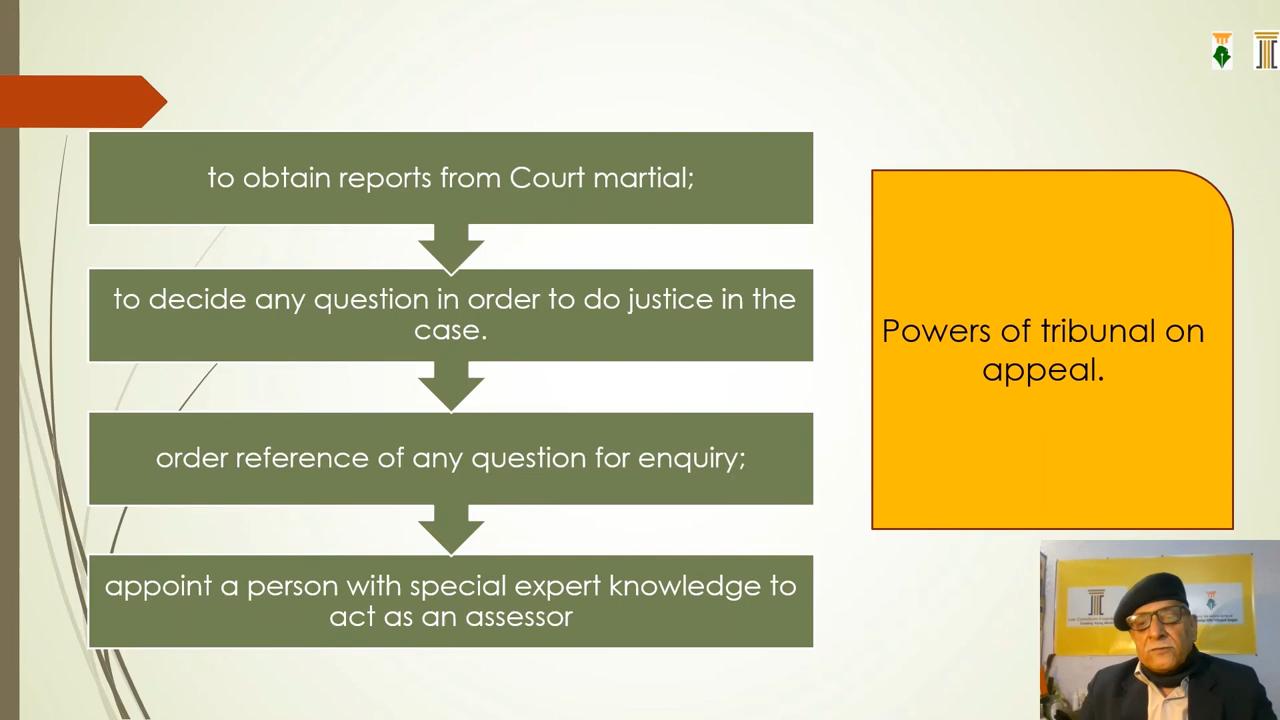 to obtain reports from Court martial;
to decide any question in order to do justice in the
case.
order reference of any question for enquiry;
appoint a person with special expert knowledge to
act as an assessor
Powers of tribunal on
appeal.